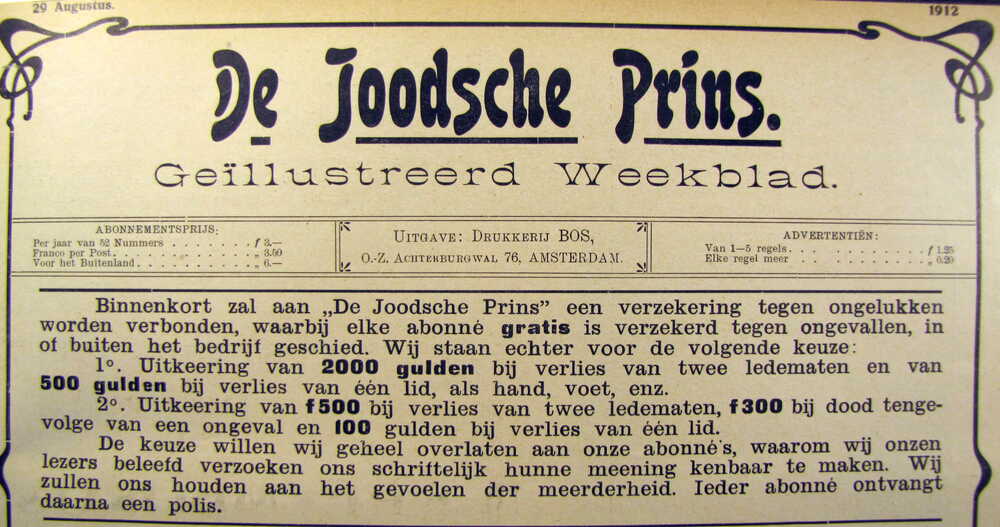 29 Augustus. 1912
De Joodsche Prins.
Geïllustreerd Weekblad.
ABONNEMENTSPRIJS:
Per jaar van 52 Nummers . . . . . . . f 3.—
Franco per Post. . . . . . . . . . . „ 3.50
Voor het Buitenland . . . . . . . . . „ 6.—
UITGAVE: DRUKKERIJ BOS,
O.-Z. ACHTERBURGWAL 76, AMSTERDAM.
ADVERTENTIËN:
Van 1—5 regels. . . . . . . . . . . f 1.25
Elke regel meer . . . . . . . . . . „ 0.20
Binnenkort zal aan „De Joodsche Prins” een verzekering tegen ongelukken
worden verbonden, waarbij elke abonné gratis is verzekerd tegen ongevallen, in
of buiten het bedrijf geschied. Wij staan echter voor de volgende keuze:
1°. Uitkeering van 2000 gulden bij verlies van twee ledematen en van
500 gulden bij verlies van één lid, als hand, voet, enz.
2°. Uitkeering van f 500 bij verlies van twee ledematen, f 300 bij dood tenge-
volge van een ongeval en 100 gulden bij verlies van één lid.
De keuze willen wij geheel overlaten aan onze abonné's, waarom wij onzen
lezers beleefd verzoeken ons schriftelijk hunne meening kenbaar te maken. Wij
zullen ons houden aan het gevoelen der meerderheid. Ieder abonné ontvangt
daarna een polis.